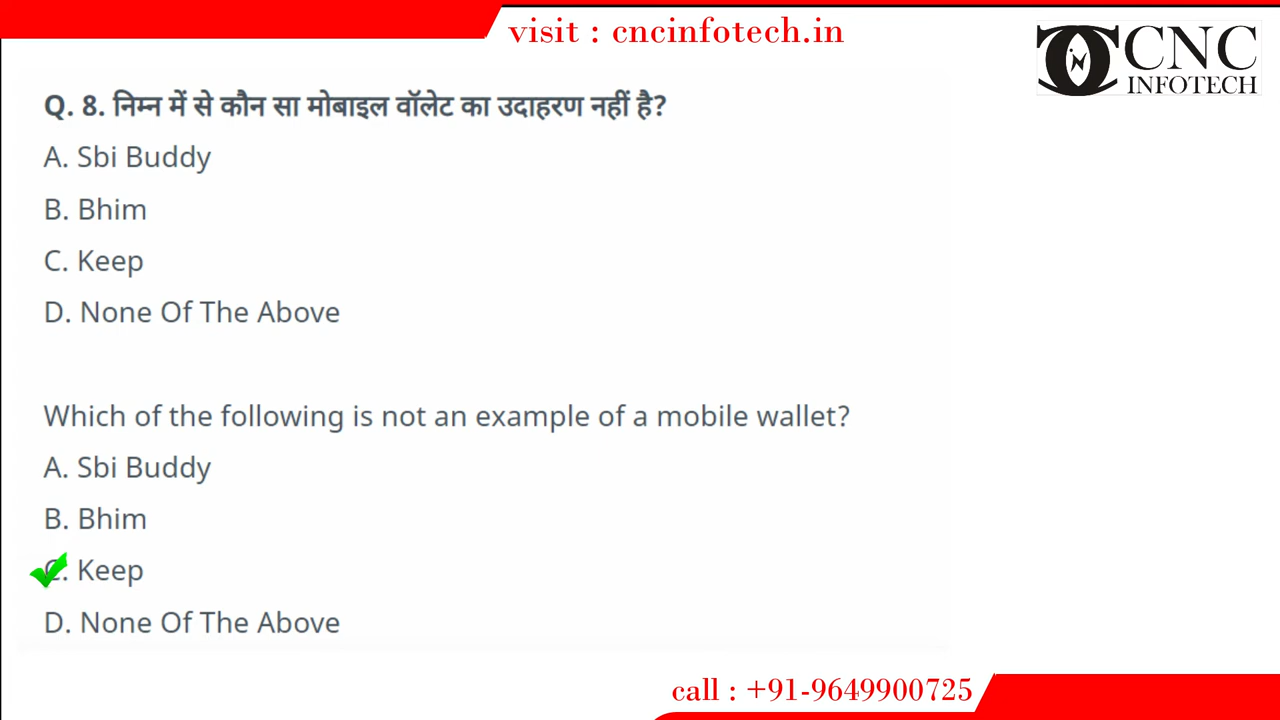 visit : cncinfotech.in
CNC
INFOTECH
Q. 8. निम्न में से कौन सा मोबाइल वॉलेट का उदाहरण नहीं है?
A. Sbi Buddy
B. Bhim
C. Keep
D. None Of The Above
Which of the following is not an example of a mobile wallet?
A. Sbi Buddy
B. Bhim
C. Keep
D. None Of The Above
call : +91-9649900725